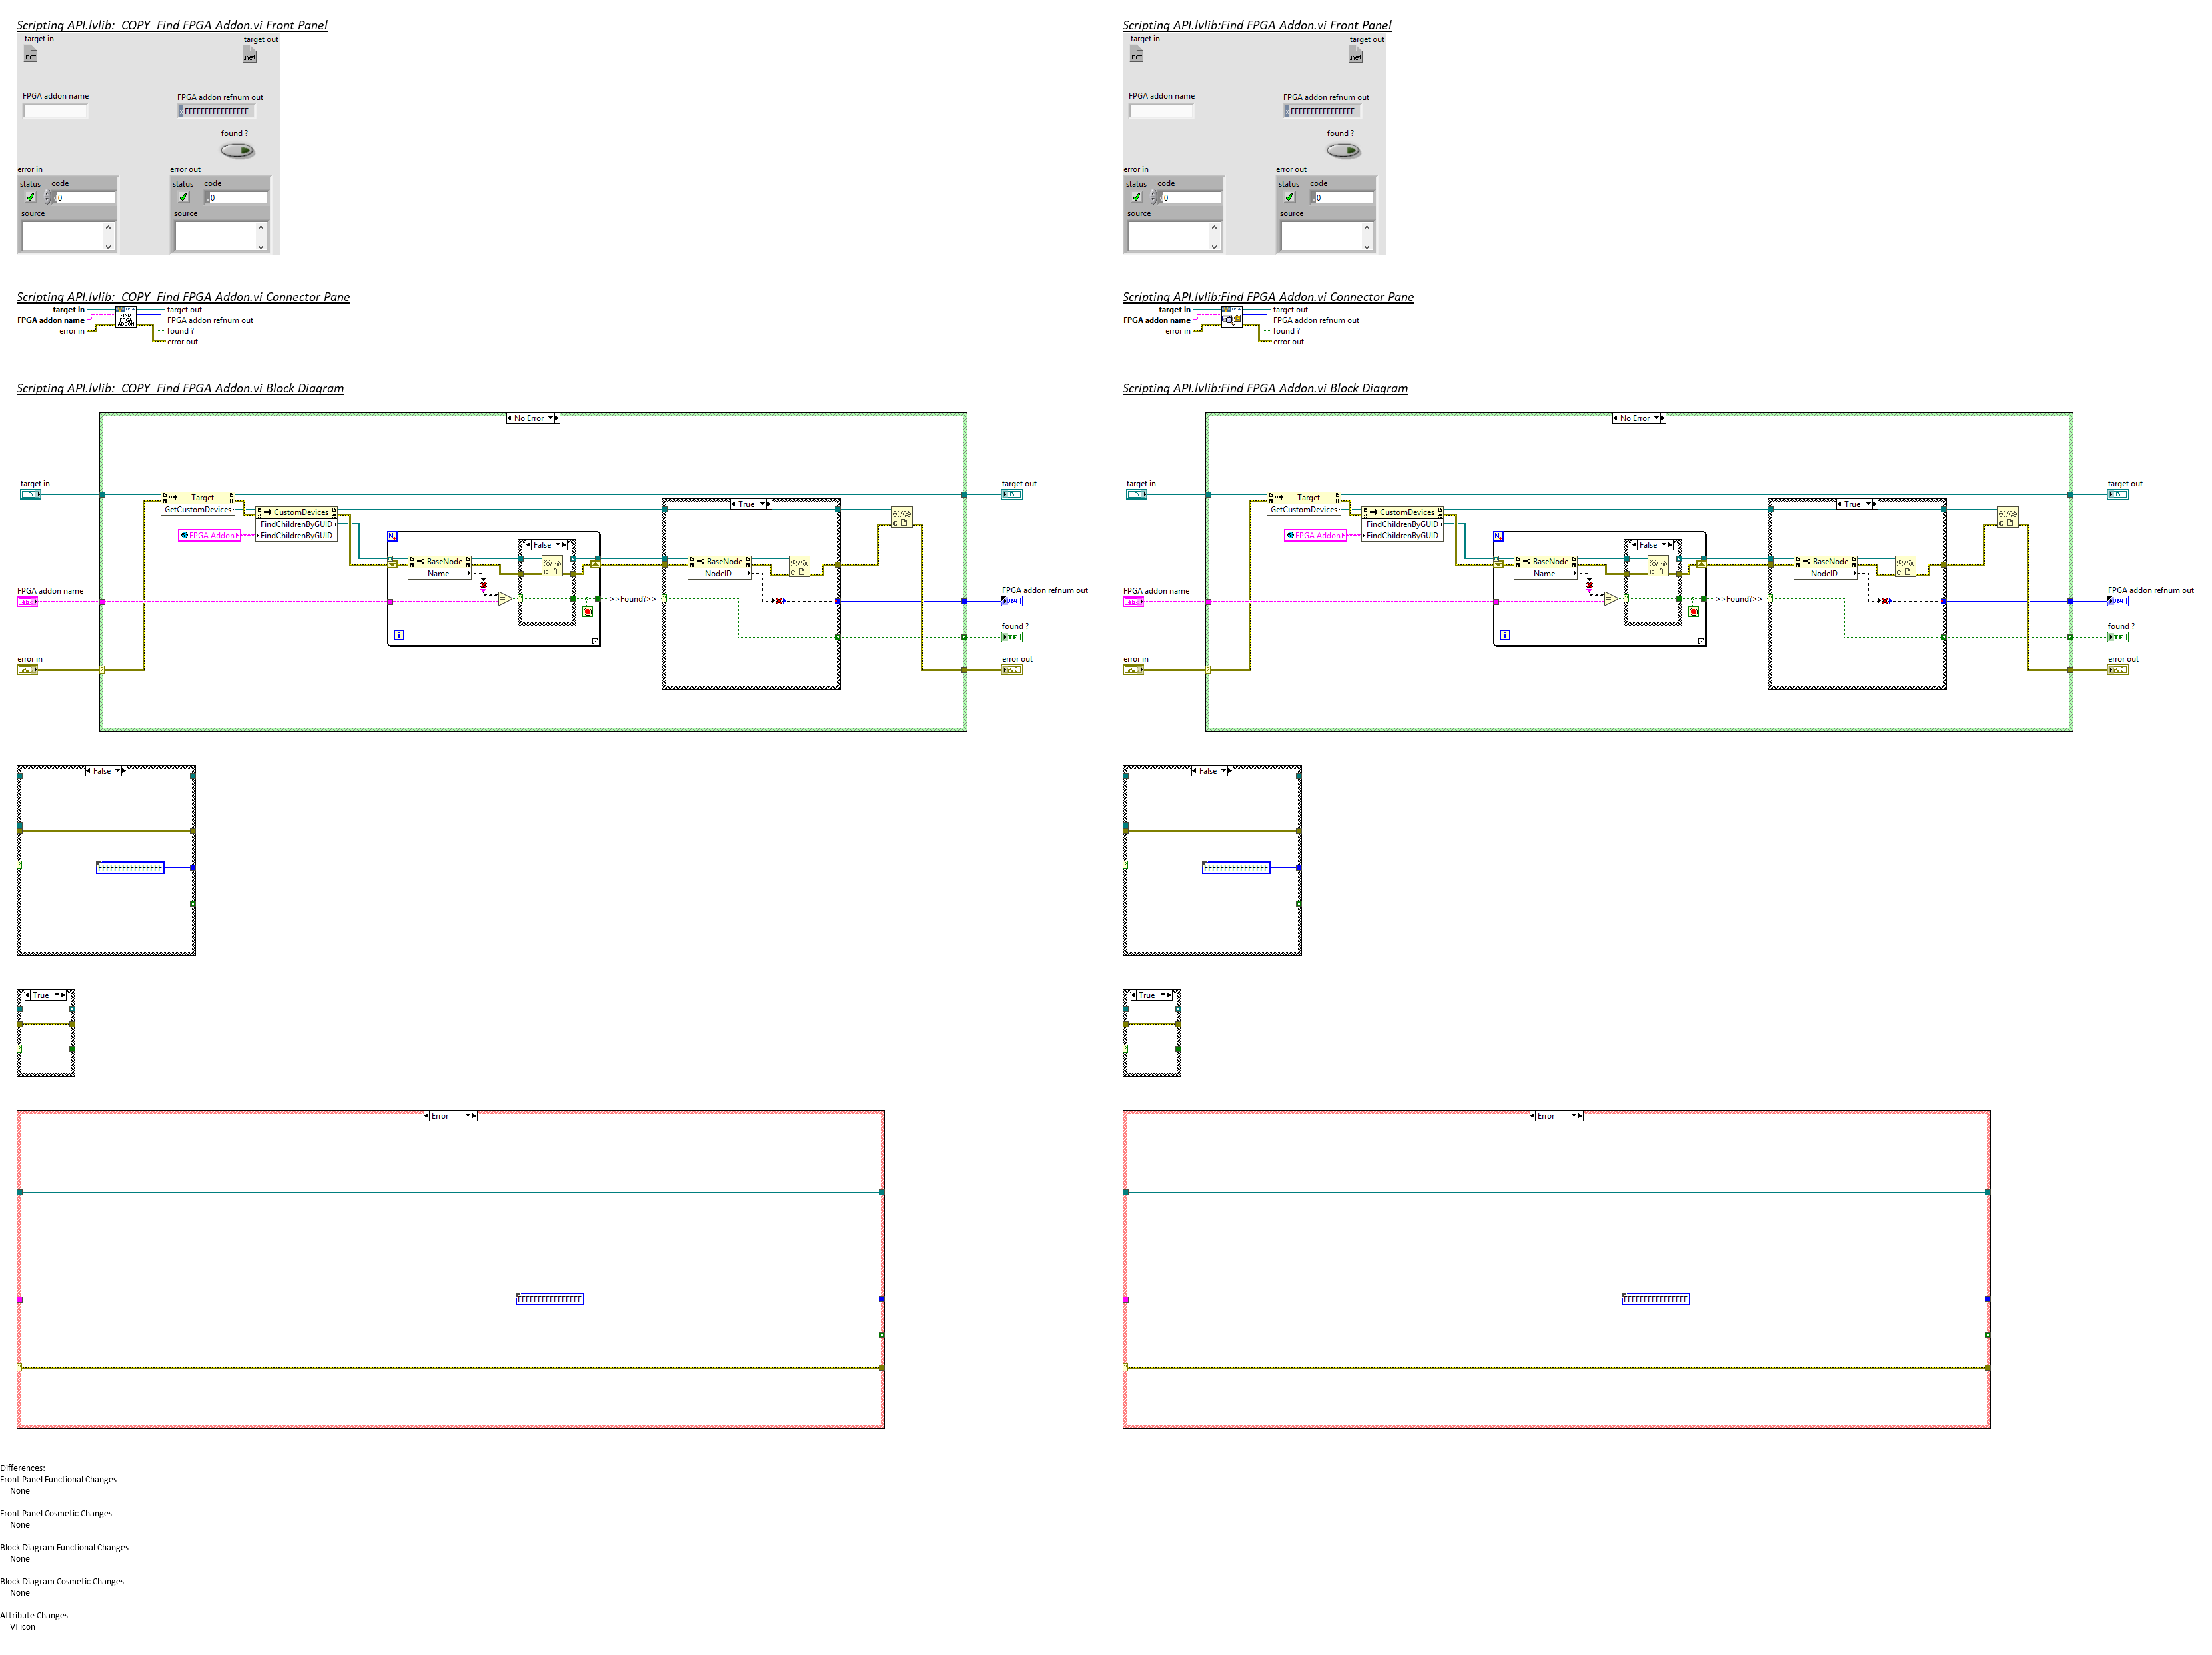 Scripting API.lvlib:__COPY__Find FPGA Addon.vi Front Panel
target in
target out
.net
.net
FPGA addon name
FPGA addon refnum out
FFFFFFFFFFFFFFFF
found ?
error in
error out
status
code
status
code
0
0
source
source
Scripting API.lvlib:__COPY__Find FPGA Addon.vi Connector Pane
target in
target out
FPGA addon name
FPGA addon refnum out
error in
found ?
error out
FIND
FPGA
ADDON
Scripting API.lvlib:__COPY__Find FPGA Addon.vi Block Diagram
No Error
target in
Target
GetCustomDevices
CustomDevices
FindChildrenByGUID
FindChildrenByGUID
FPGA Addon
N
False
BaseNode
Name
=
i
>>Found?>>
True
BaseNode
NodeID
target out
FPGA addon name
abc
FPGA addon refnum out
found ?
TF
error in
error out
False
FFFFFFFFFFFFFFFF
True
Error
FFFFFFFFFFFFFFFF
Differences:
Front Panel Functional Changes
None
Front Panel Cosmetic Changes
None
Block Diagram Functional Changes
None
Block Diagram Cosmetic Changes
None
Attribute Changes
VI icon
Scripting API.lvlib:Find FPGA Addon.vi Front Panel
target in
target out
.net
.net
FPGA addon name
FPGA addon refnum out
FFFFFFFFFFFFFFFF
found ?
error in
error out
status
code
status
code
0
0
source
source
Scripting API.lvlib:Find FPGA Addon.vi Connector Pane
target in
target out
FPGA addon name
FPGA addon refnum out
error in
found ?
error out
Scripting API.lvlib:Find FPGA Addon.vi Block Diagram
No Error
target in
Target
GetCustomDevices
CustomDevices
FindChildrenByGUID
FindChildrenByGUID
FPGA Addon
N
False
BaseNode
Name
=
i
>>Found?>>
True
BaseNode
NodeID
target out
FPGA addon name
abc
FPGA addon refnum out
found ?
TF
error in
error out
False
FFFFFFFFFFFFFFFF
True
Error
FFFFFFFFFFFFFFFF